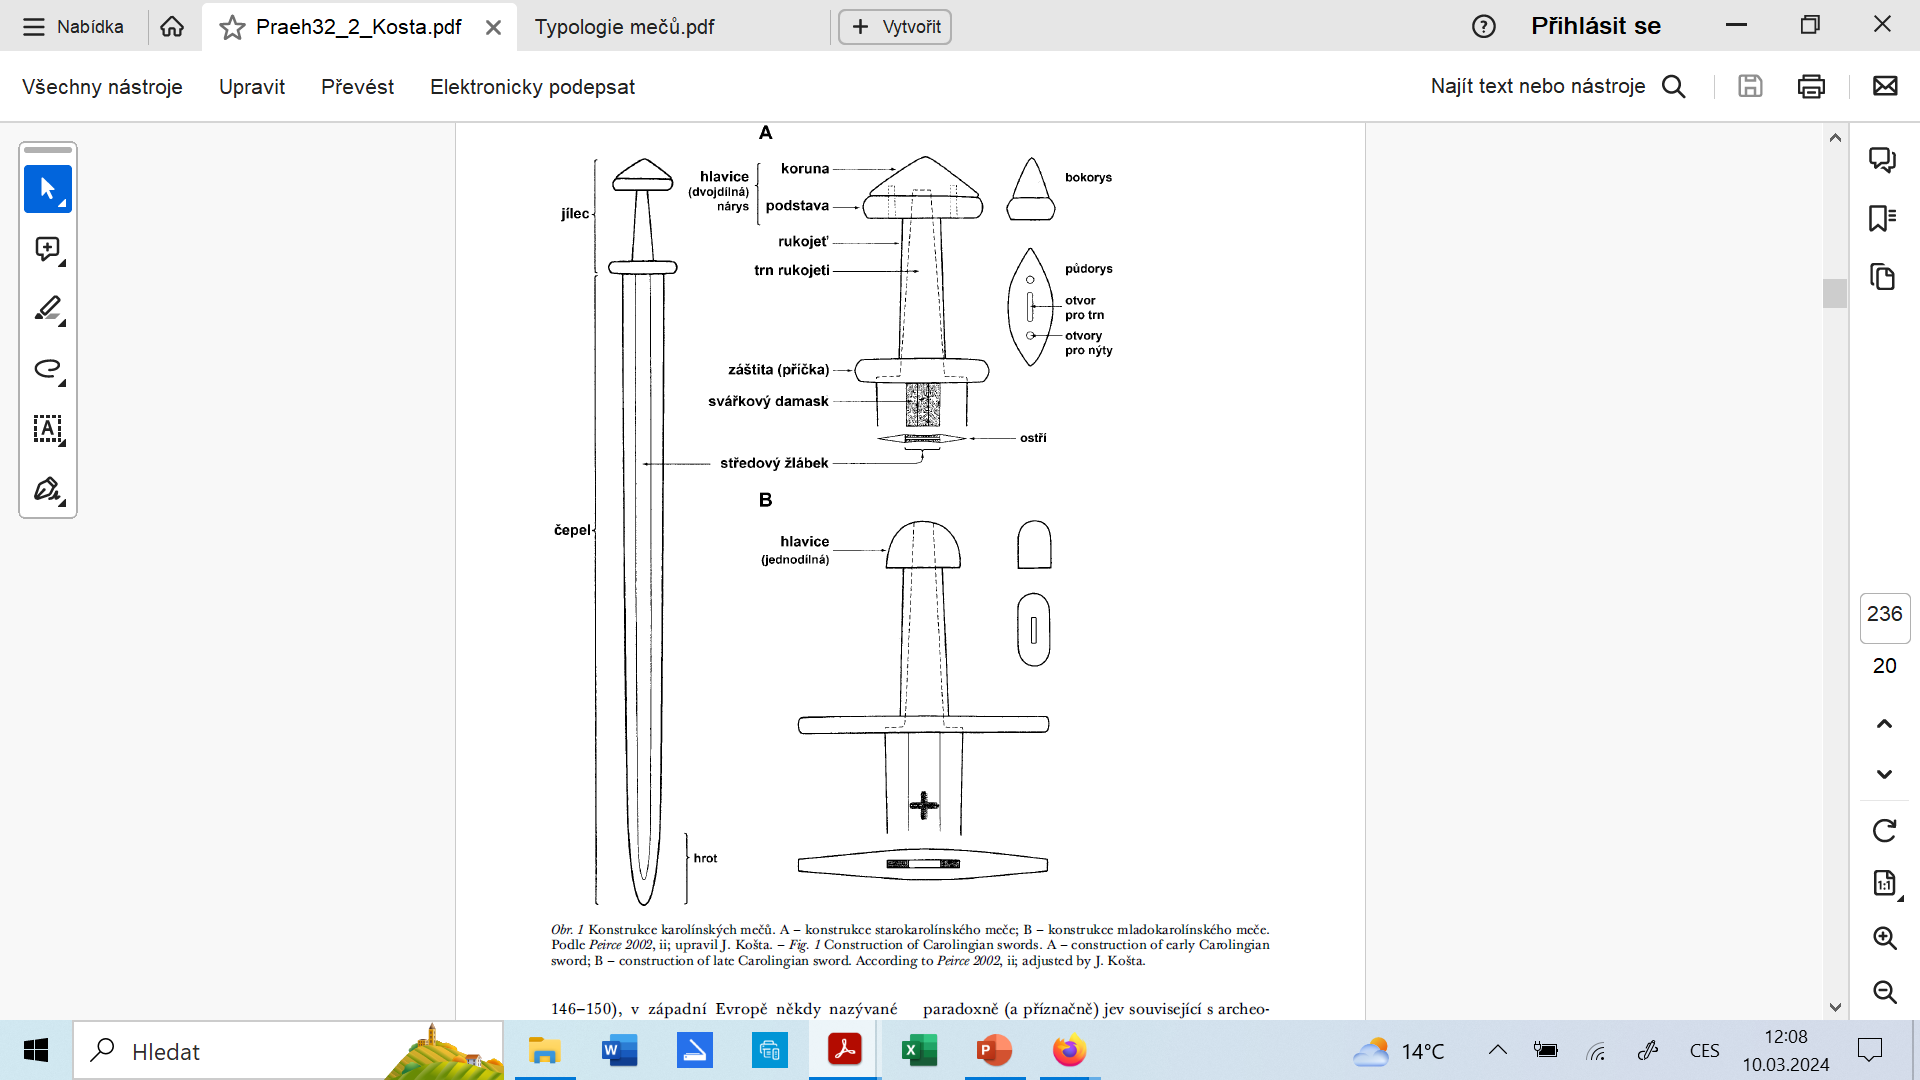 Nabídka
Praeh32_2_Kosta.pdf
Typologie mečů.pdf
Vytvořit
Přihlásit se
Všechny nástroje
Upravit
Převést
Elektronicky podepsat
Najít text nebo nástroje
A
koruna
hlavice
(dvojdílná)
nárys
podstava
bokorys
jílec
rukojeť
trn rukojeti
půdorys
otvor
pro trn
otvory
pro nýty
záštita (příčka)
svářkový damask
ostří
středový žlábek
B
čepel
hlavice
(jednodílná)
hrot
Obr. 1 Konstrukce karolínských mečů. A – konstrukce starokarolínského meče; B – konstrukce mladokarolínského meče.
Podle Peirce 2002, ii; upravil J. Košta. – Fig. 1 Construction of Carolingian swords. A – construction of early Carolingian
sword; B – construction of late Carolingian sword. According to Peirce 2002, ii; adjusted by J. Košta.
146–150), v západní Evropě někdy nazývané
paradoxně (a příznačně) jev související s archeo-
236
20
1:1
Hledat
14°C
CES
12:08
10.03.2024